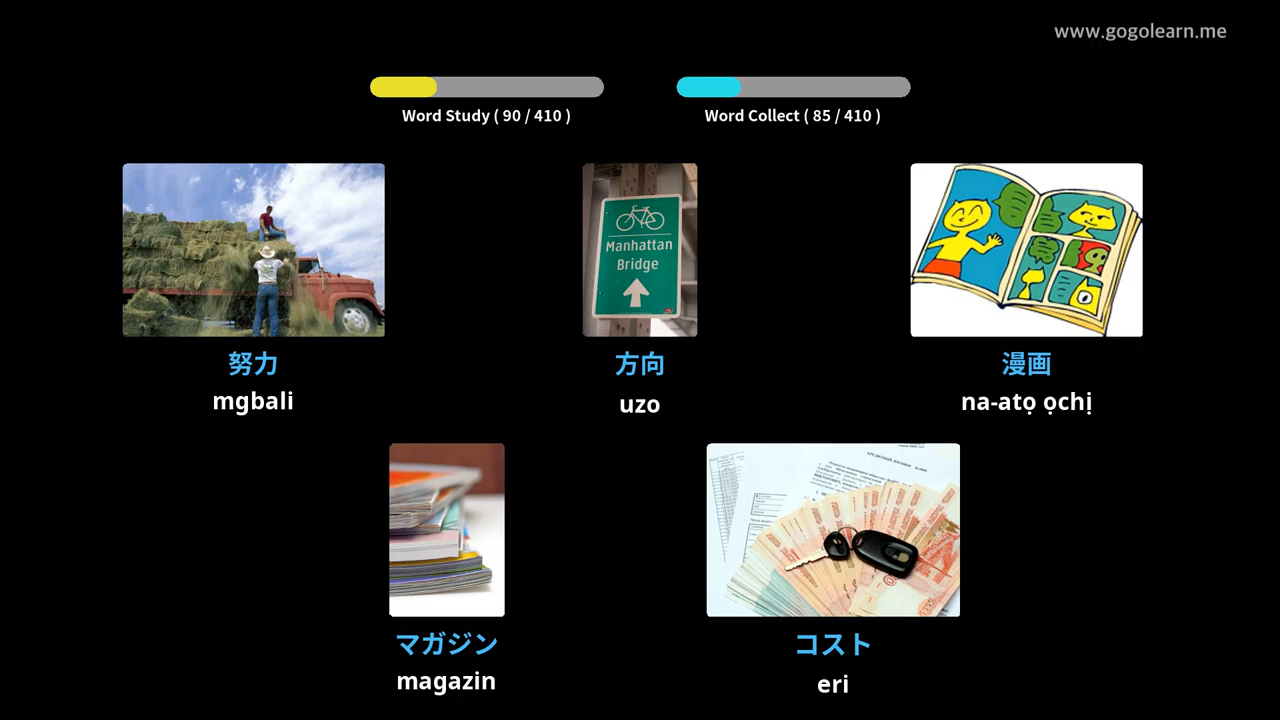 www.gogolearn.me
Word Study ( 90 / 410 )
Word Collect ( 85 / 410 )
Manhattan
Bridge
努力
mgbali
方向
uzo
漫画
na-atọ ọchị
マガジン
magazin
コスト
eri